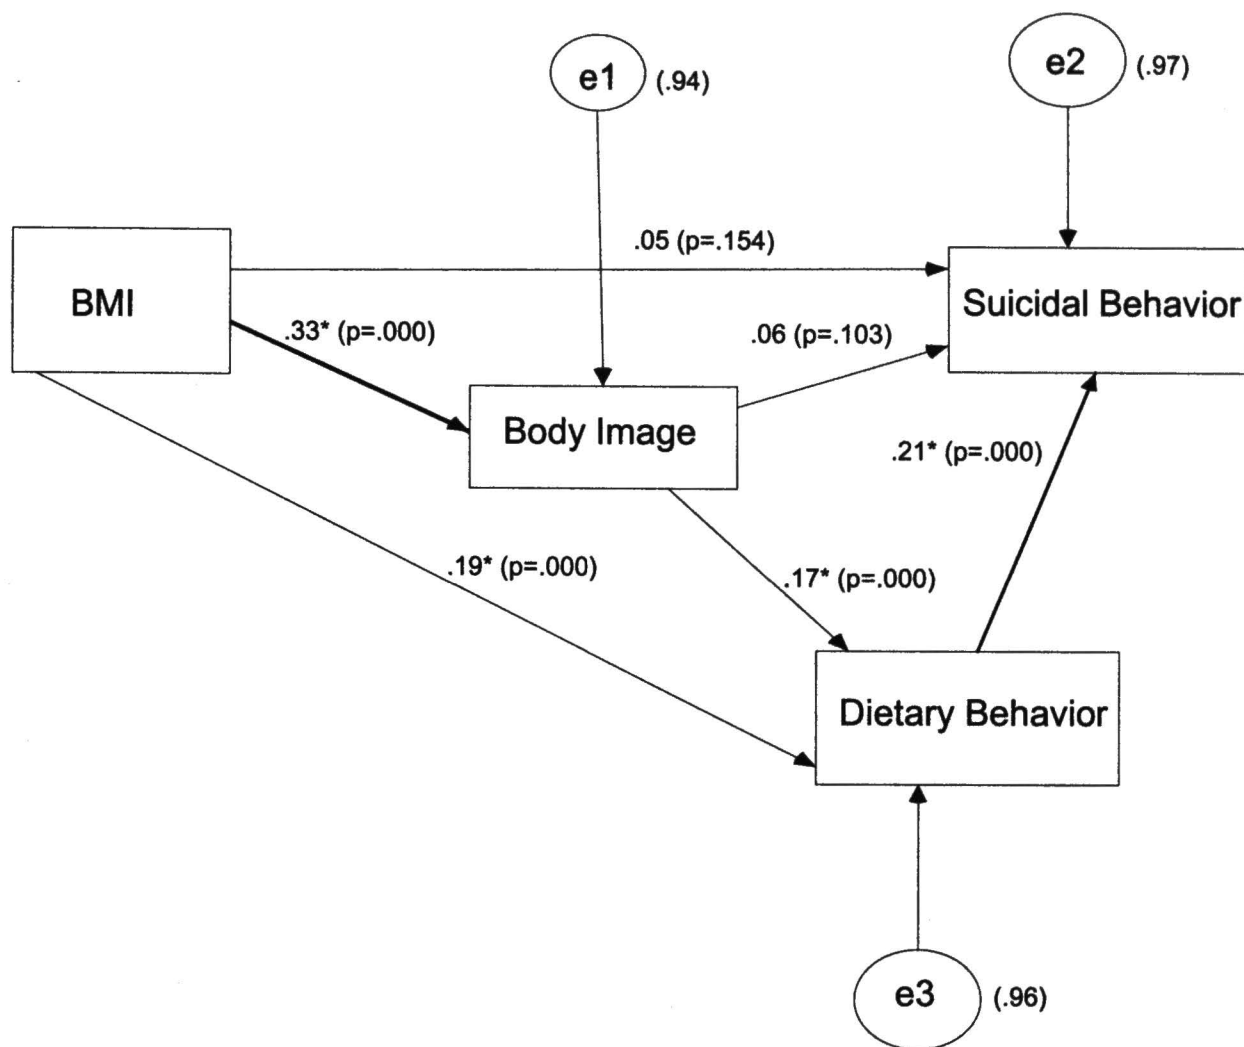 e1 (.94)
e2 (.97)
.05 (p=.154)
BMI
Suicidal Behavior
.33* (p=.000)
.06 (p=.103)
Body Image
.21* (p=.000)
.19* (p=.000)
.17* (p=.000)
Dietary Behavior
e3 (.96)